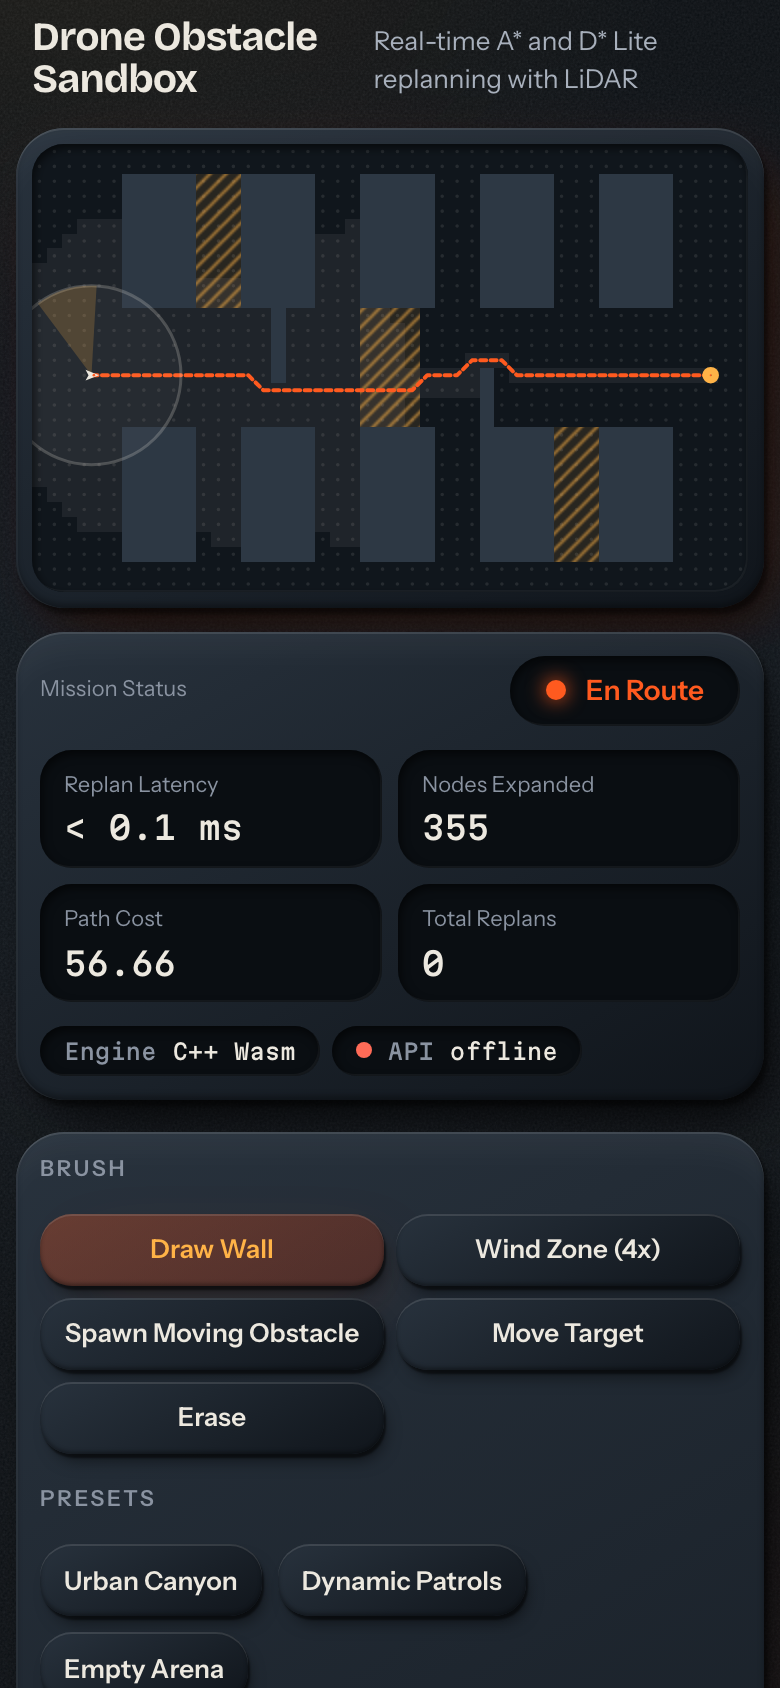 Drone Obstacle
Sandbox
Real-time A* and D* Lite
replanning with LiDAR
Mission Status
En Route
Replan Latency
< 0.1 ms
Nodes Expanded
355
Path Cost
56.66
Total Replans
0
Engine C++ Wasm
API offline
BRUSH
Draw Wall
Wind Zone (4x)
Spawn Moving Obstacle
Move Target
Erase
PRESETS
Urban Canyon
Dynamic Patrols
Empty Arena